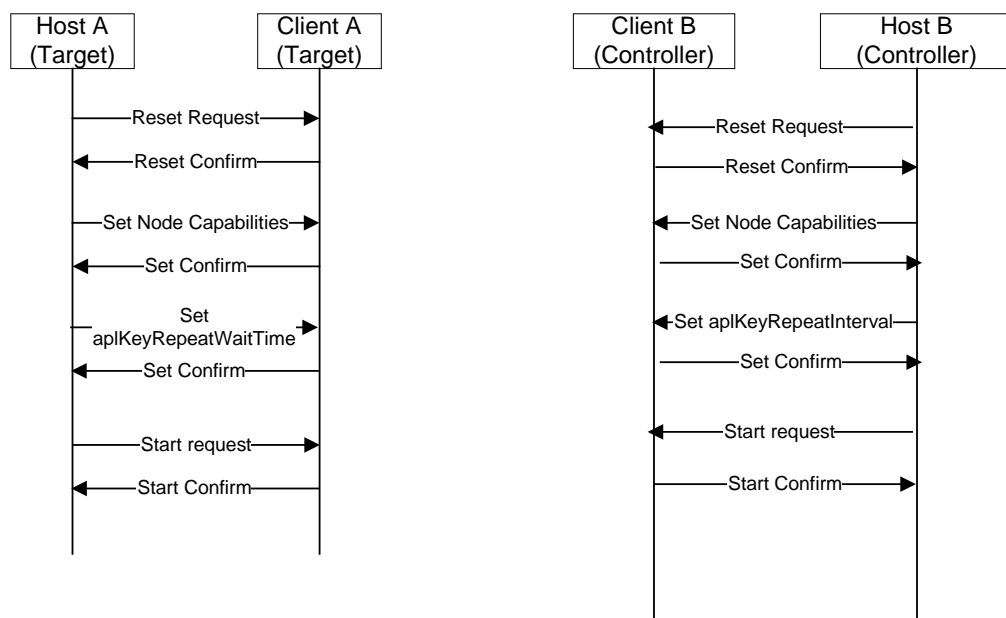 Host A
(Target)
Client A
(Target)
Client B
(Controller)
Host B
(Controller)
Reset Request
Reset Confirm
Set Node Capabilities
Set Confirm
Set
aplKeyRepeatWaitTime
Set Confirm
Start request
Start Confirm
Reset Request
Reset Confirm
Set Node Capabilities
Set Confirm
Set aplKeyRepeatInterval
Set Confirm
Start request
Start Confirm